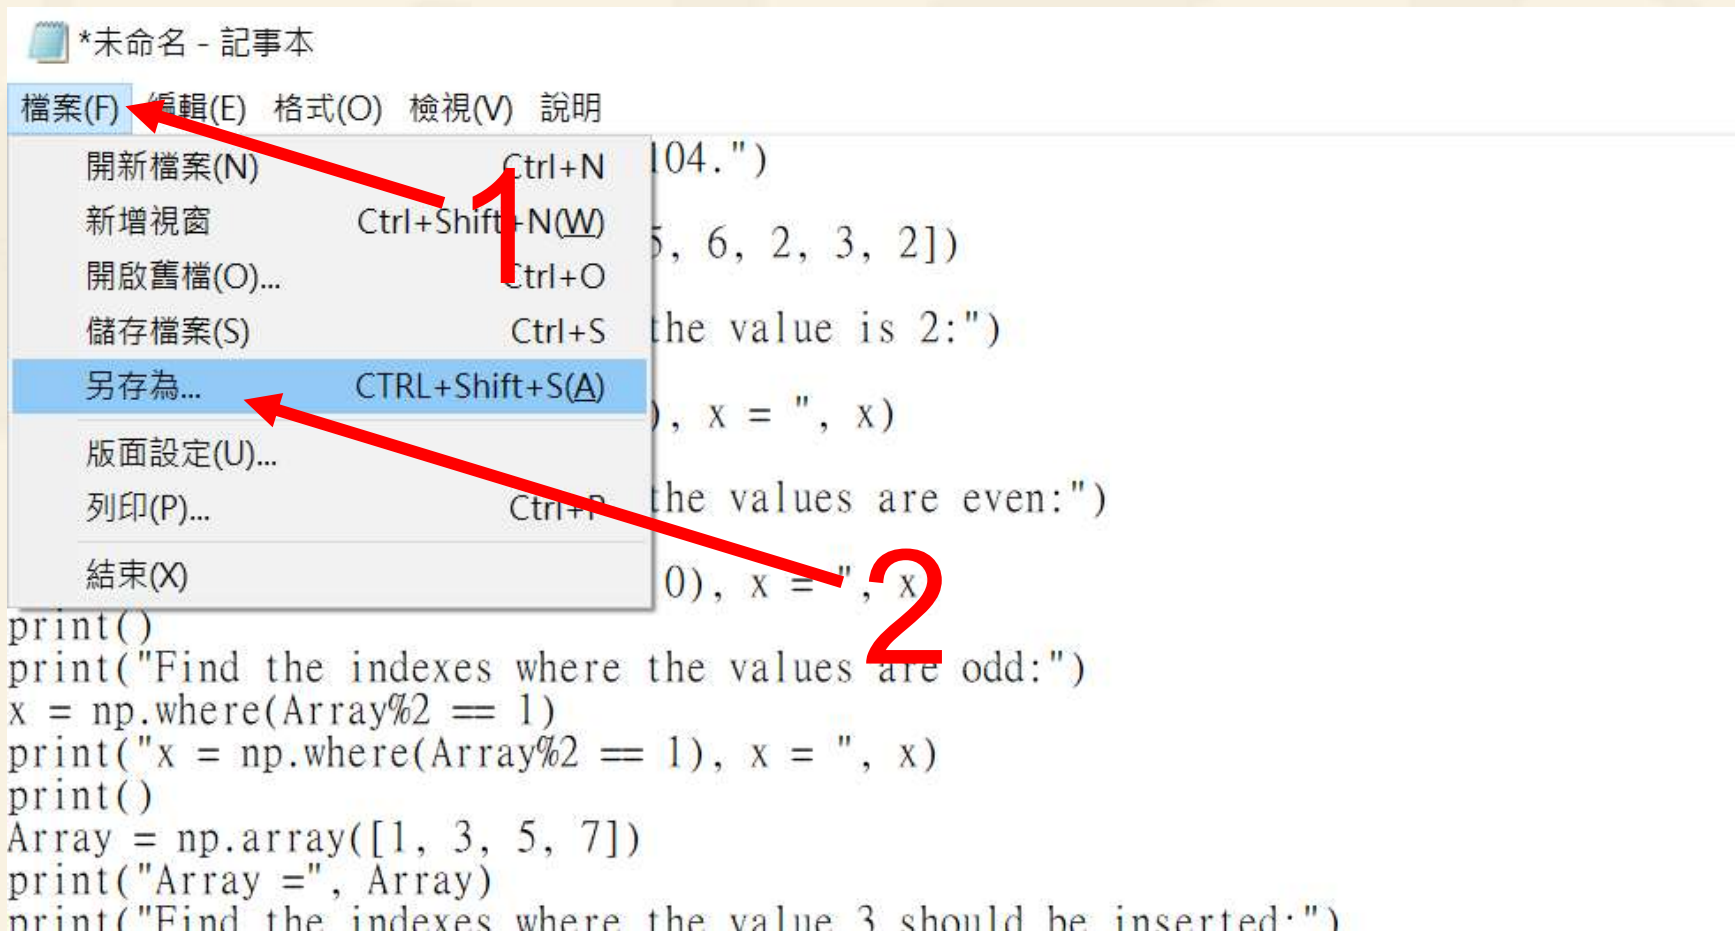 *未命名 - 記事本
檔案(F) 編輯(E) 格式(O) 檢視(V) 說明
開新檔案(N) Ctrl+N
新增視窗 Ctrl+Shift+N(W)
開啟舊檔(O)... Ctrl+O
儲存檔案(S) Ctrl+S
另存為... CTRL+Shift+S(A)
版面設定(U)...
列印(P)... Ctrl+P
結束(X)
1
2
104.")
5, 6, 2, 3, 2])
the value is 2:")
), x = ", x)
the values are even:")
0), x = ", x
print()
print("Find the indexes where the values are odd:")
x = np.where(Array%2 == 1)
print("x = np.where(Array%2 == 1), x = ", x)
print()
Array = np.array([1, 3, 5, 7])
print("Array =", Array)
print("Find the indexes where the value 3 should be inserted:")